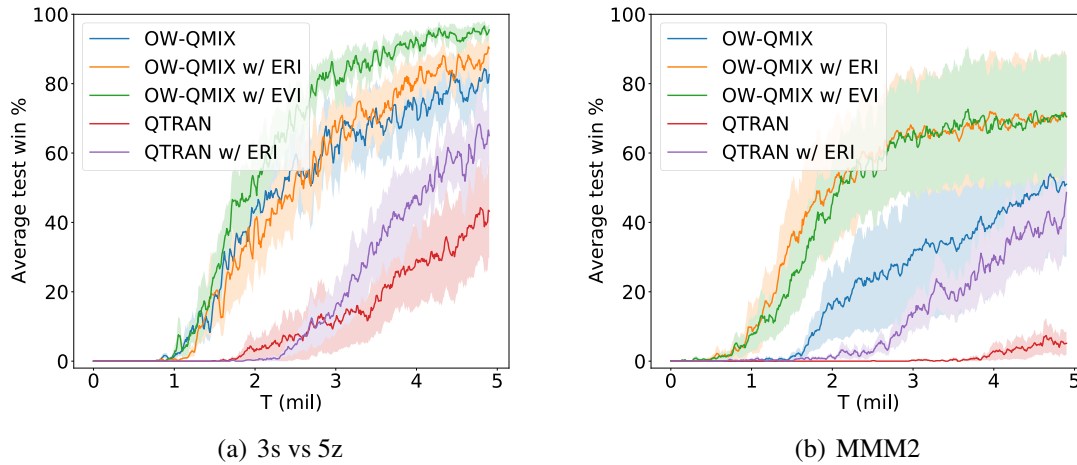 100
80
60
40
20
0
Average test win %
OW-QMIX
OW-QMIX w/ ERI
OW-QMIX w/ EVI
QTRAN
QTRAN w/ ERI
0 1 2 3 4 5
T (mil)
(a) 3s vs 5z
100
80
60
40
20
0
Average test win %
OW-QMIX
OW-QMIX w/ ERI
OW-QMIX w/ EVI
QTRAN
QTRAN w/ ERI
0 1 2 3 4 5
T (mil)
(b) MMM2